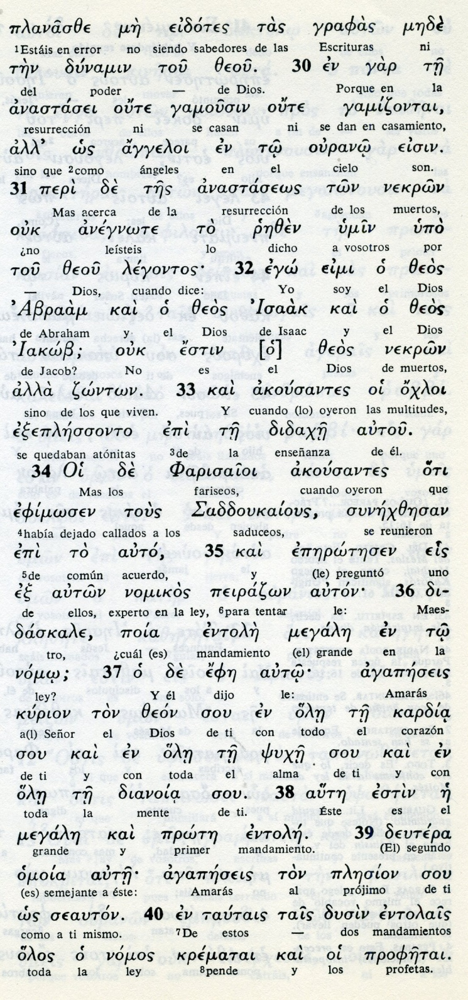 πλανᾶσθε μὴ εἰδότες τὰς γραφὰς μηδὲ
¹Estáis en error no siendo sabedores de las Escrituras ni
τὴν δύναμιν τοῦ θεοῦ. 30 ἐν γὰρ τῇ
del poder — de Dios. Porque en la
ἀναστάσει οὔτε γαμοῦσιν οὔτε γαμίζονται,
resurrección ni se casan ni se dan en casamiento,
ἀλλ' ὡς ἄγγελοι ἐν τῷ οὐρανῷ εἰσιν.
sino que ²como ángeles en el cielo son.
31 περὶ δὲ τῆς ἀναστάσεως τῶν νεκρῶν
Mas acerca de la resurrección de los muertos,
οὐκ ἀνέγνωτε τὸ ῥηθὲν ὑμῖν ὑπὸ
¿no leísteis lo dicho a vosotros por
τοῦ θεοῦ λέγοντος· 32 ἐγώ εἰμι ὁ θεὸς
— Dios, cuando dice: Yo soy el Dios
Ἀβραὰμ καὶ ὁ θεὸς Ἰσαὰκ καὶ ὁ θεὸς
de Abraham y el Dios de Isaac y el Dios
Ἰακώβ; οὐκ ἔστιν [ὁ] θεὸς νεκρῶν
de Jacob? No es el Dios de muertos,
ἀλλὰ ζώντων. 33 καὶ ἀκούσαντες οἱ ὄχλοι
sino de los que viven. Y cuando (lo) oyeron las multitudes,
ἐξεπλήσσοντο ἐπὶ τῇ διδαχῇ αὐτοῦ.
se quedaban atónitas ³de la enseñanza de él.
34 Οἱ δὲ Φαρισαῖοι ἀκούσαντες ὅτι
Mas los fariseos, cuando oyeron que
ἐφίμωσεν τοὺς Σαδδουκαίους, συνήχθησαν
⁴había dejado callados a los saduceos, se reunieron
ἐπὶ τὸ αὐτό, 35 καὶ ἐπηρώτησεν εἷς
⁵de común acuerdo, y (le) preguntó uno
ἐξ αὐτῶν νομικὸς πειράζων αὐτόν· 36 δι-
de ellos, experto en la ley, ⁶para tentar le: Maes-
δάσκαλε, ποία ἐντολὴ μεγάλη ἐν τῷ
tro, ¿cuál (es) mandamiento (el) grande en la
νόμῳ; 37 ὁ δὲ ἔφη αὐτῷ· ἀγαπήσεις
ley? Y él dijo le: Amarás
κύριον τὸν θεόν σου ἐν ὅλῃ τῇ καρδίᾳ
a(l) Señor el Dios de ti con todo el corazón
σου καὶ ἐν ὅλῃ τῇ ψυχῇ σου καὶ ἐν
de ti y con toda el alma de ti y con
ὅλῃ τῇ διανοίᾳ σου. 38 αὕτη ἐστὶν ἡ
toda la mente de ti. Éste es el
μεγάλη καὶ πρώτη ἐντολή. 39 δευτέρα
grande y primer mandamiento. (El) segundo
ὁμοία αὐτῇ· ἀγαπήσεις τὸν πλησίον σου
(es) semejante a éste: Amarás al prójimo de ti
ὡς σεαυτόν. 40 ἐν ταύταις ταῖς δυσὶν ἐντολαῖς
como a ti mismo. ⁷De estos — dos mandamientos
ὅλος ὁ νόμος κρέμαται καὶ οἱ προφῆται.
toda la ley ⁸pende y los profetas.